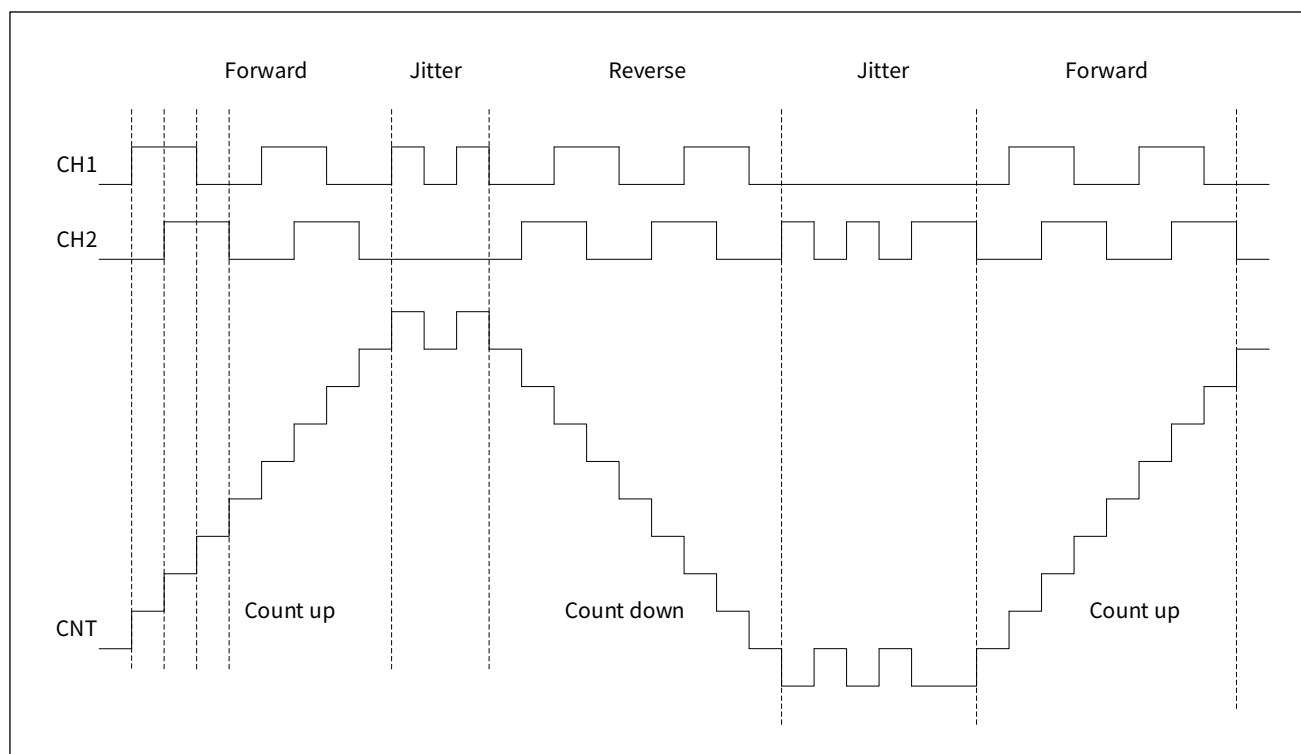 Forward Jitter Reverse Jitter Forward
CH1
CH2
Count up Count down Count up
CNT